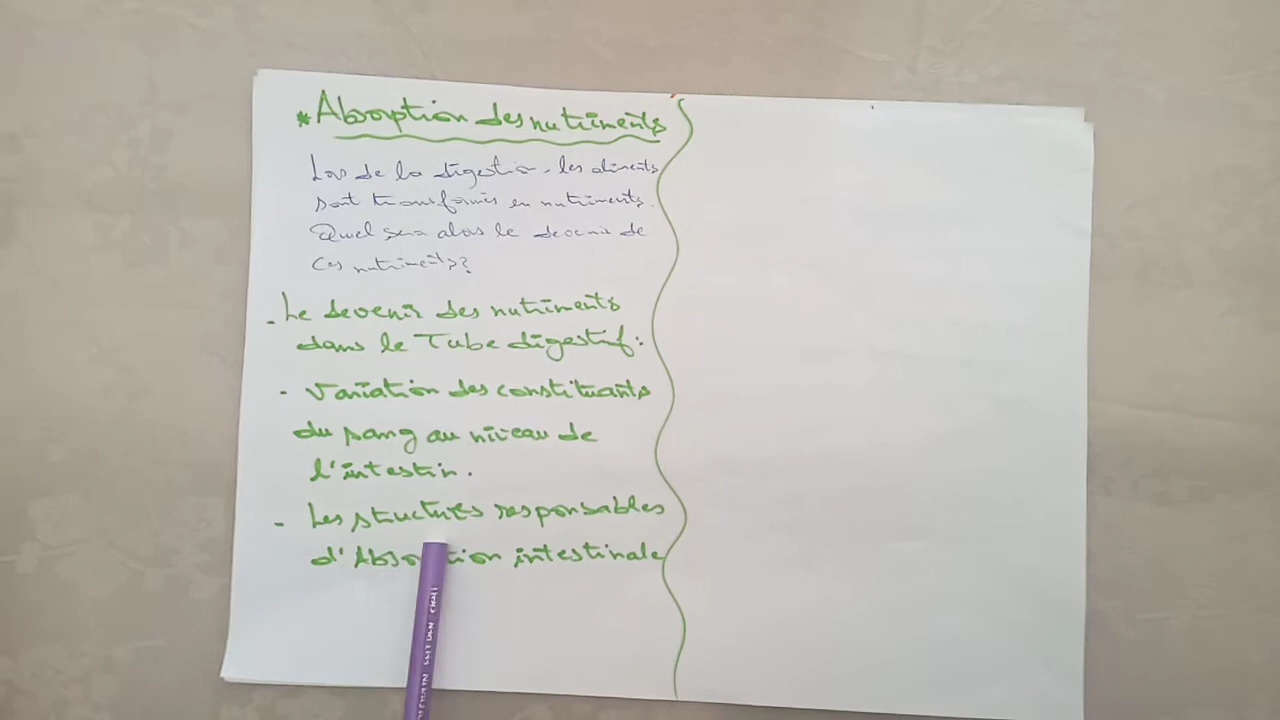 * Absorption des nutriments
Lors de la digestion, les aliments
sont transformés en nutriments.
Quel sera alors le devenir de
ces nutriments?
- Le devenir des nutriments
dans le Tube digestif:
- Variation des constituants
du sang au niveau de
l'intestin.
- Les structures responsables
d'Absorption intestinale